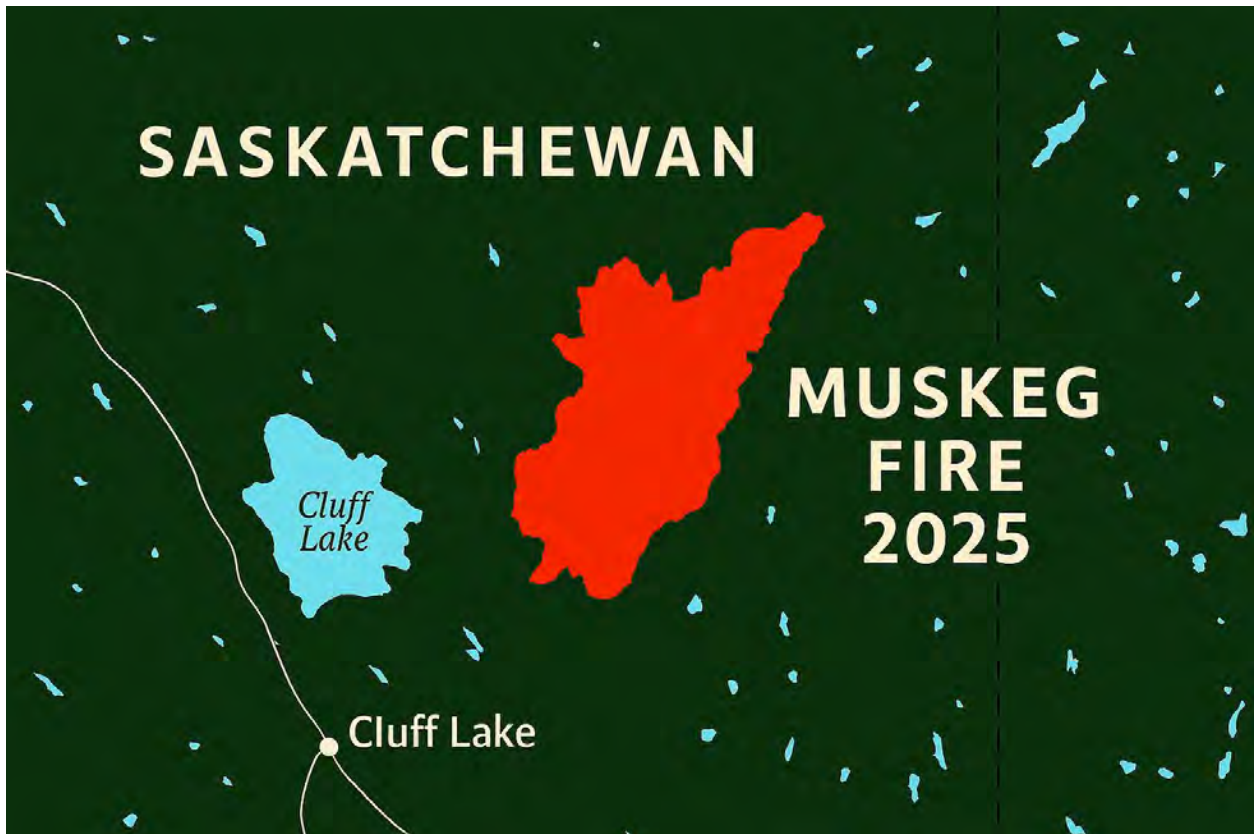 SASKATCHEWAN
MUSKEG
FIRE
2025
Cluff
Lake
Cluff Lake